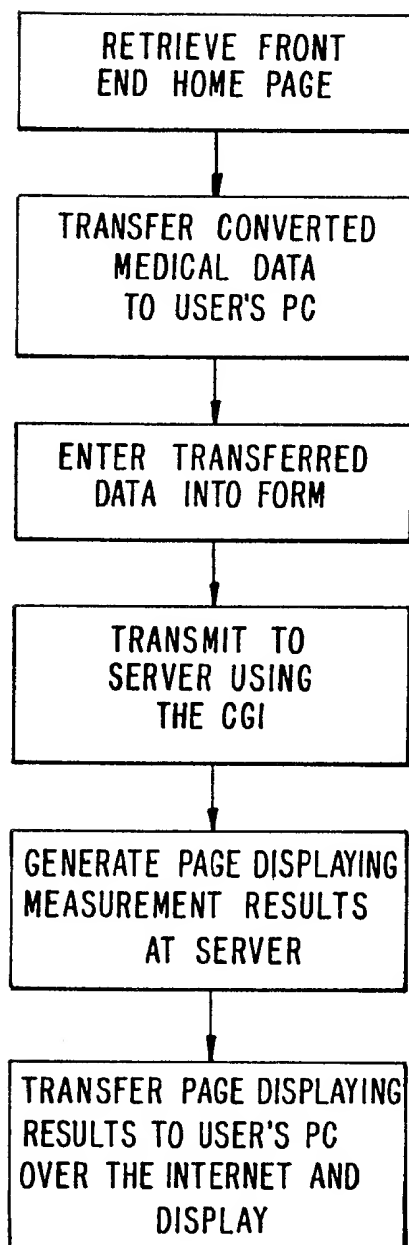 RETRIEVE FRONT
END HOME PAGE
TRANSFER CONVERTED
MEDICAL DATA
TO USER'S PC
ENTER TRANSFERRED
DATA INTO FORM
TRANSMIT TO
SERVER USING
THE CGI
GENERATE PAGE DISPLAYING
MEASUREMENT RESULTS
AT SERVER
TRANSFER PAGE DISPLAYING
RESULTS TO USER'S PC
OVER THE INTERNET AND
DISPLAY